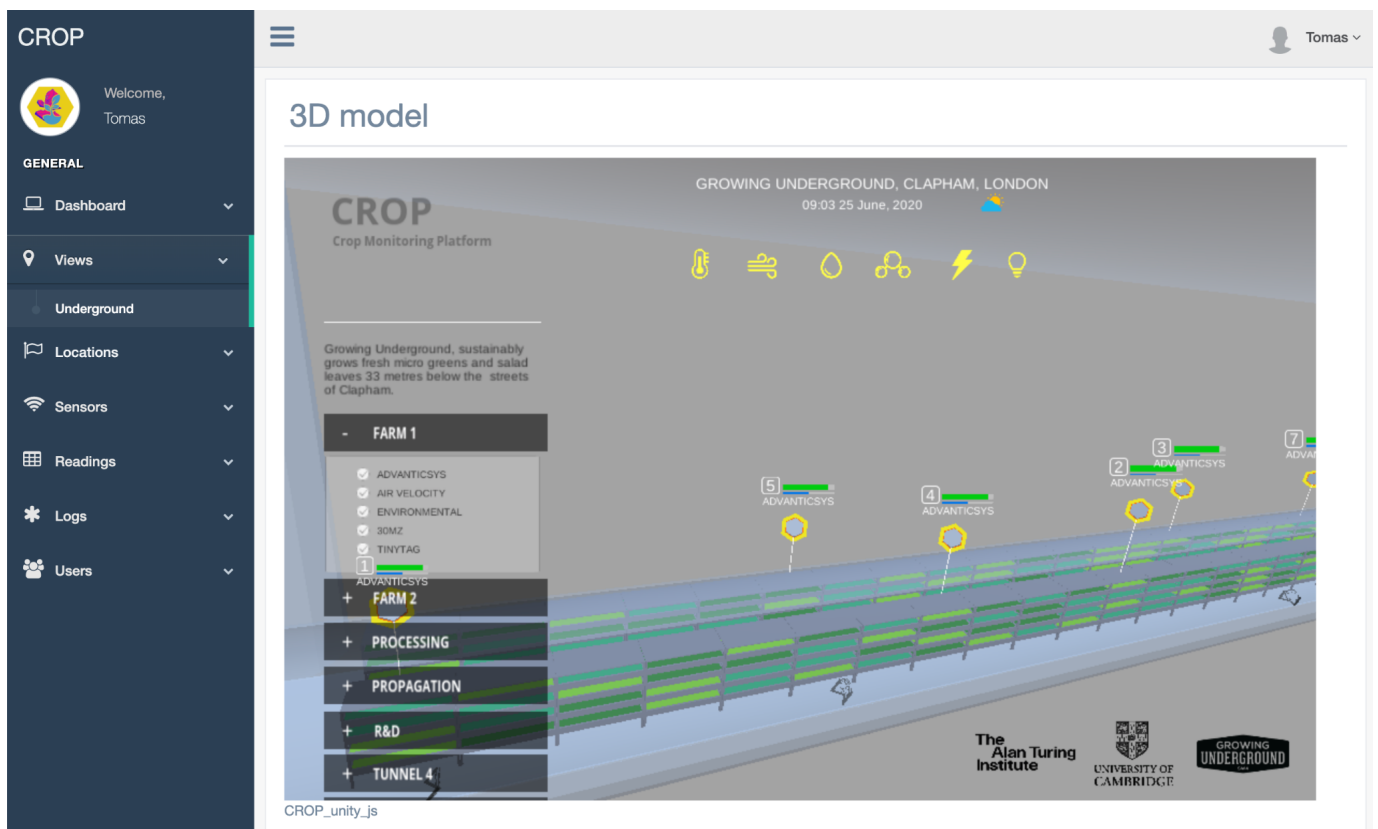 CROP
Tomas
Welcome,
Tomas
GENERAL
Dashboard
Views
Underground
Locations
Sensors
Readings
Logs
Users
3D model
CROP
Crop Monitoring Platform
GROWING UNDERGROUND, CLAPHAM, LONDON
09:03 25 June, 2020
Growing Underground, sustainably
grows fresh micro greens and salad
leaves 33 metres below the streets
of Clapham.
- FARM 1
ADVANTICSYS
AIR VELOCITY
ENVIRONMENTAL
30MZ
TINYTAG
1
ADVANTICSYS
+ FARM 2
+ PROCESSING
+ PROPAGATION
+ R&D
+ TUNNEL 4
5
ADVANTICSYS
4
ADVANTICSYS
2
ADVANTICSYS
3
ADVANTICSYS
7
ADVA
The
Alan Turing
Institute
UNIVERSITY OF
CAMBRIDGE
GROWING
UNDERGROUND
CROP_unity_js